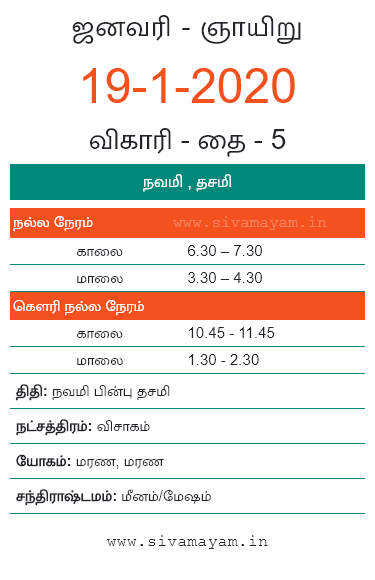 ஜனவரி - ஞாயிறு
19-1-2020
விகாரி - தை - 5
நவமி , தசமி
நல்ல நேரம் www.sivamayam.in
காலை 6.30 – 7.30
மாலை 3.30 – 4.30
கௌரி நல்ல நேரம்
காலை 10.45 - 11.45
மாலை 1.30 - 2.30
திதி: நவமி பின்பு தசமி
நட்சத்திரம்: விசாகம்
யோகம்: மரண, மரண
சந்திராஷ்டமம்: மீனம்/மேஷம்
www.sivamayam.in